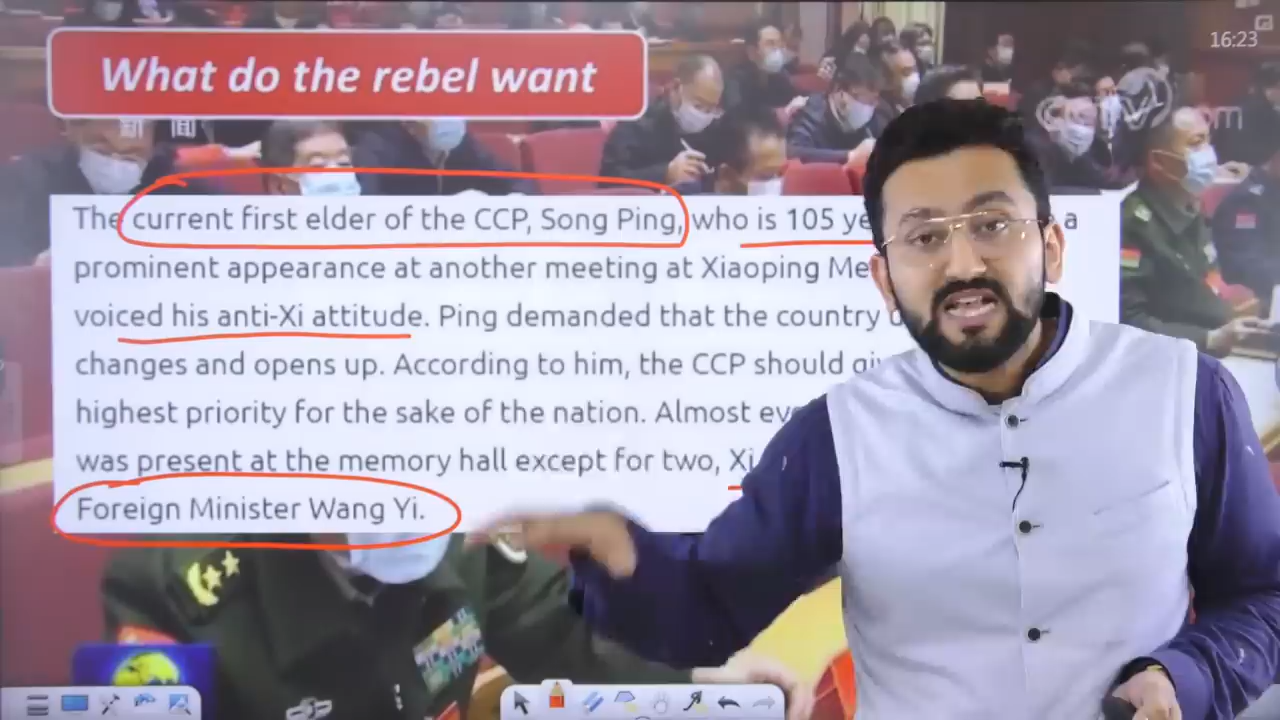 16:23
What do the rebel want
新 闻
The current first elder of the CCP, Song Ping, who is 105 ye a
prominent appearance at another meeting at Xiaoping Me
voiced his anti-Xi attitude. Ping demanded that the country
changes and opens up. According to him, the CCP should
highest priority for the sake of the nation. Almost
was present at the memory hall except for two, Xi
Foreign Minister Wang Yi.